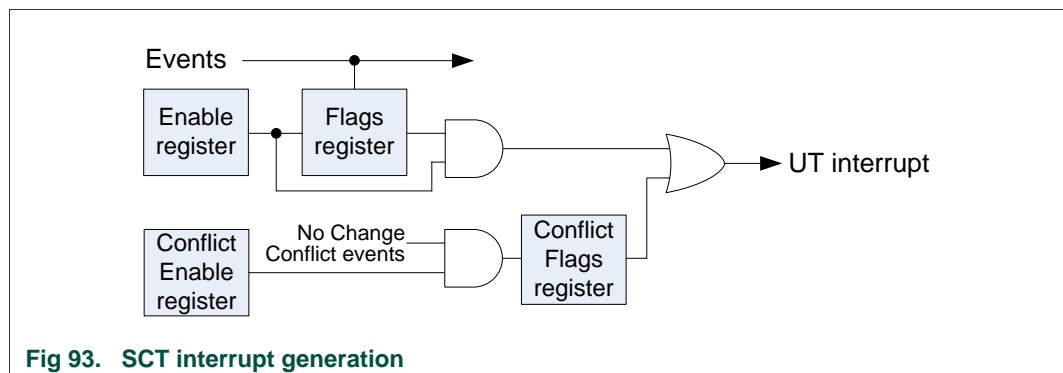 Events
Enable
register
Flags
register
UT interrupt
Conflict
Enable
register
No Change
Conflict events
Conflict
Flags
register
Fig 93. SCT interrupt generation